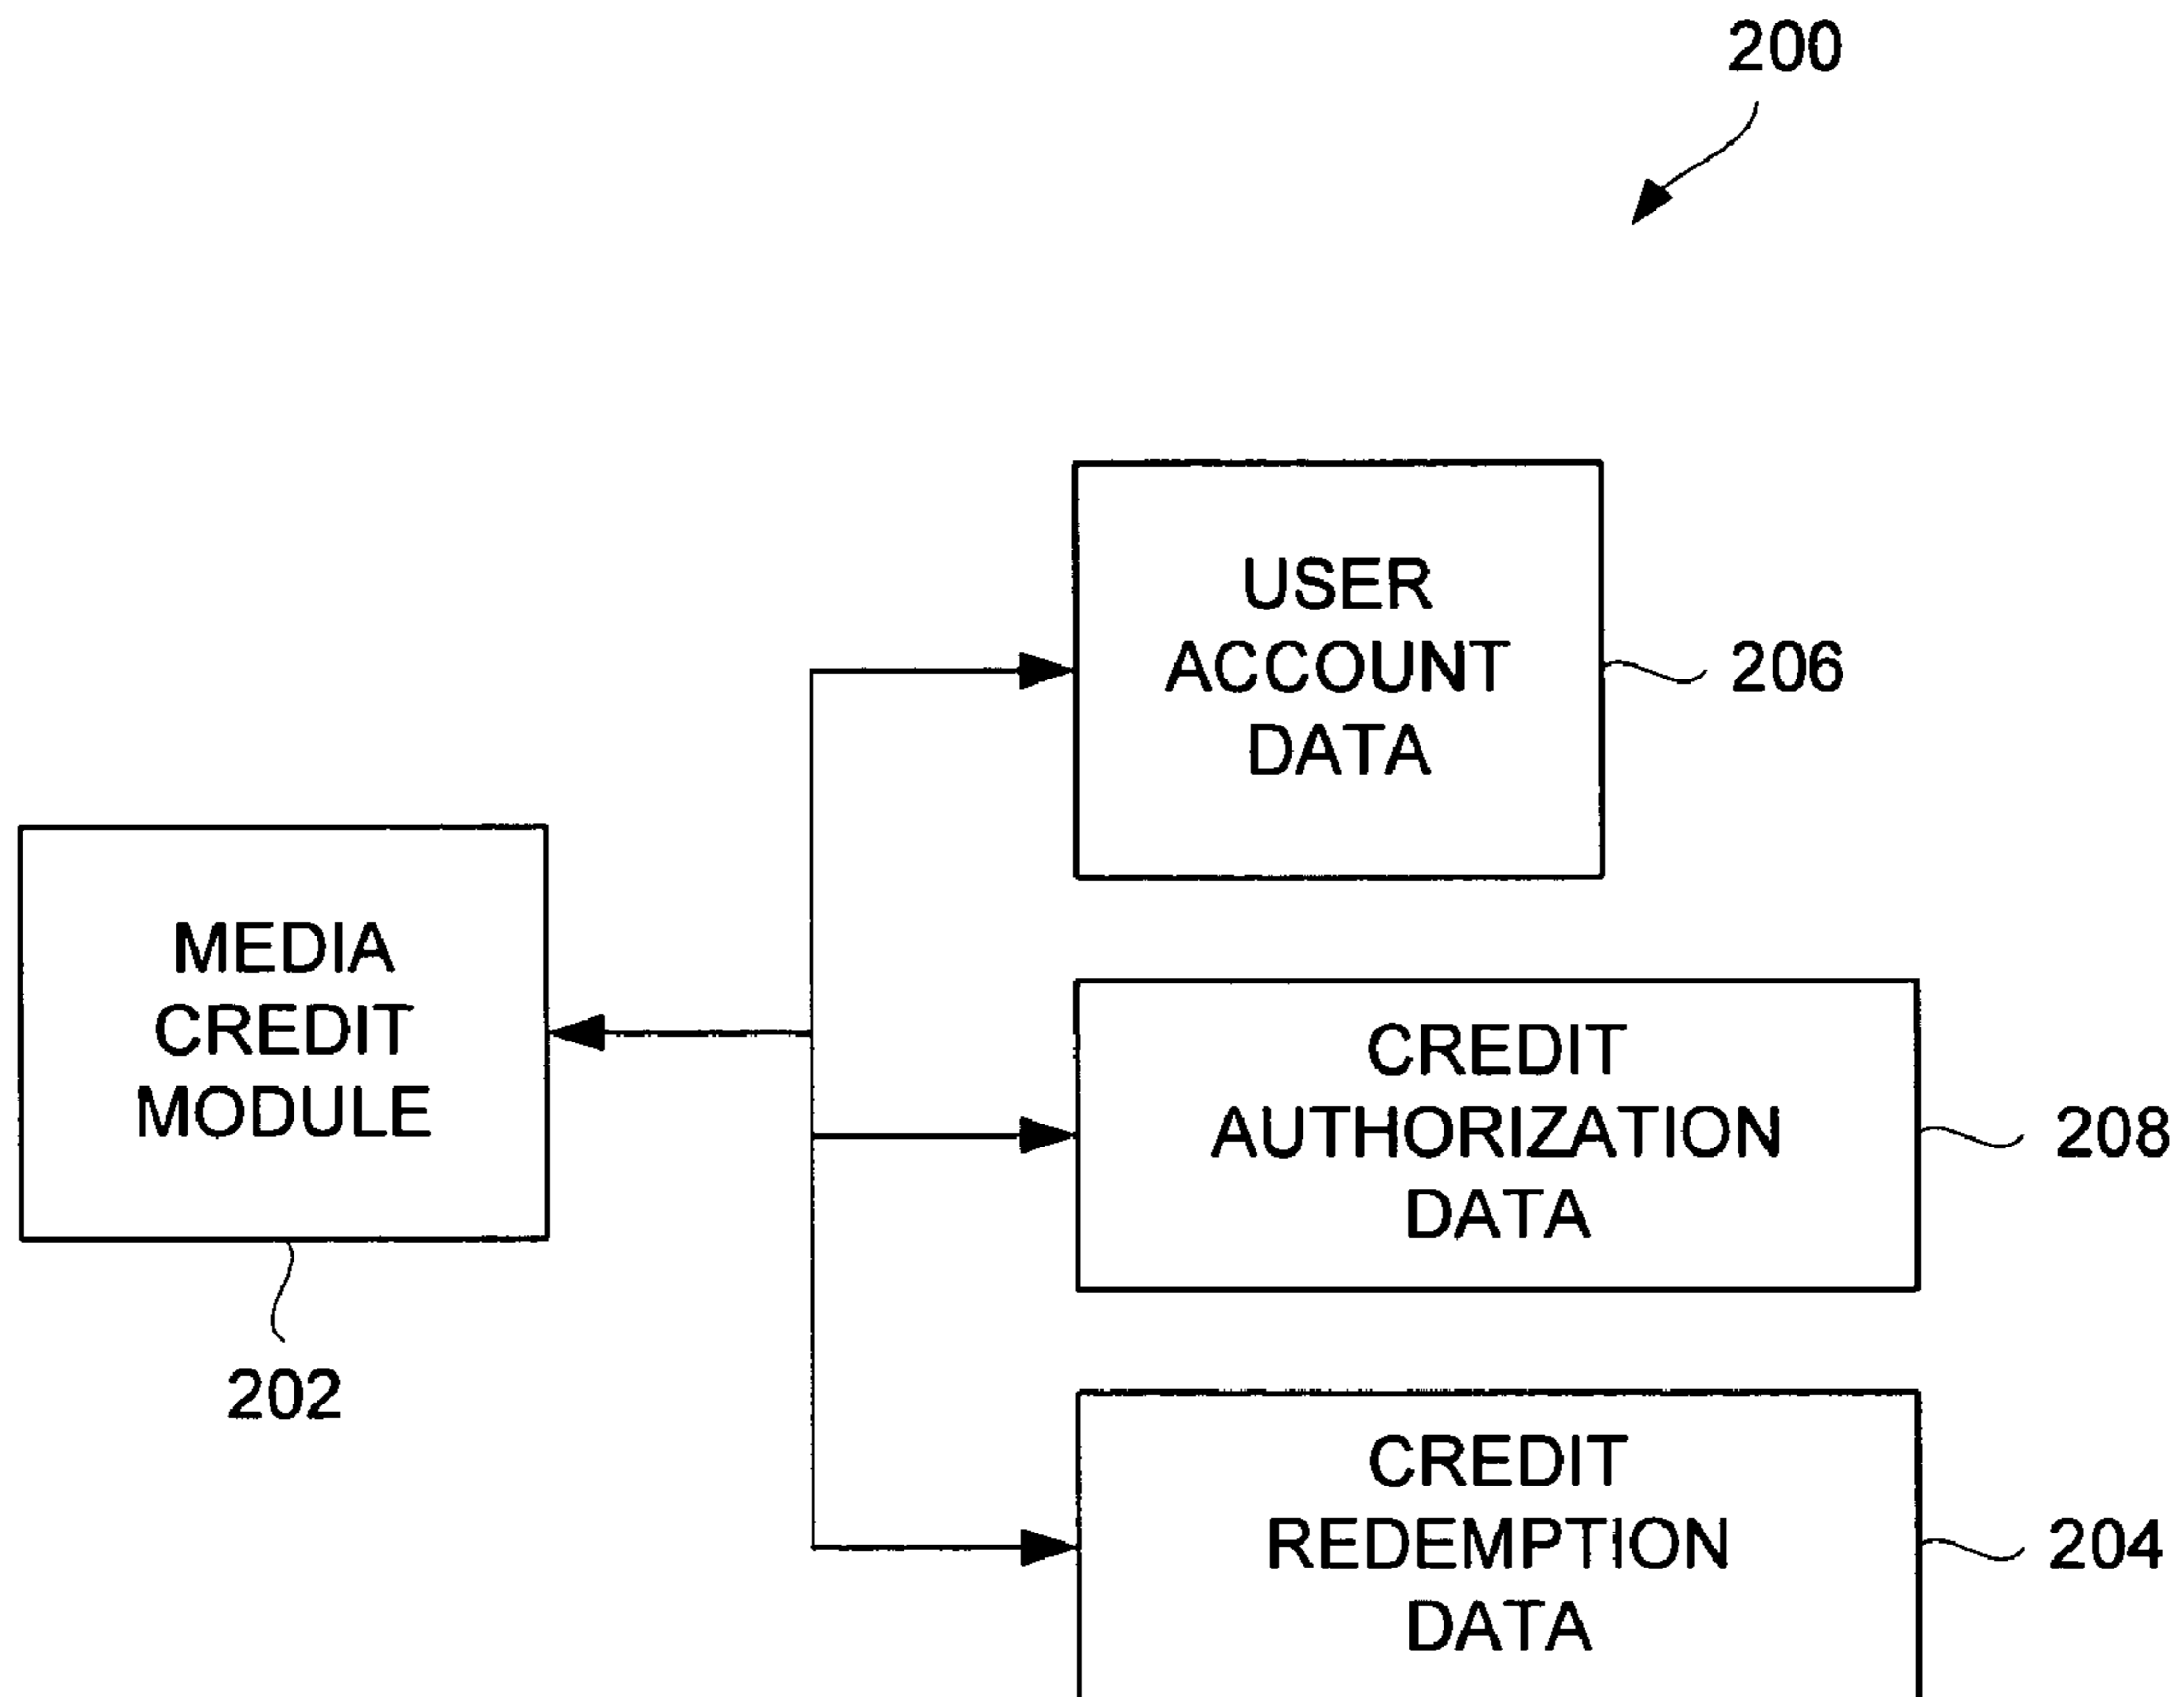 200
USER
ACCOUNT
DATA
206
MEDIA
CREDIT
MODULE
202
CREDIT
AUTHORIZATION
DATA
208
CREDIT
REDEMPTION
DATA
204